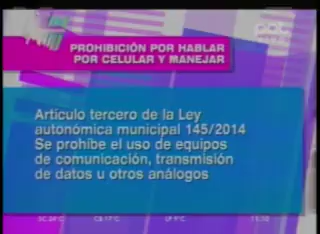 PROHIBICIÓN POR HABLAR
POR CELULAR Y MANEJAR
Artículo tercero de la Ley
autonómica municipal 145/2014
Se prohíbe el uso de equipos
de comunicación, transmisión
de datos u otros análogos